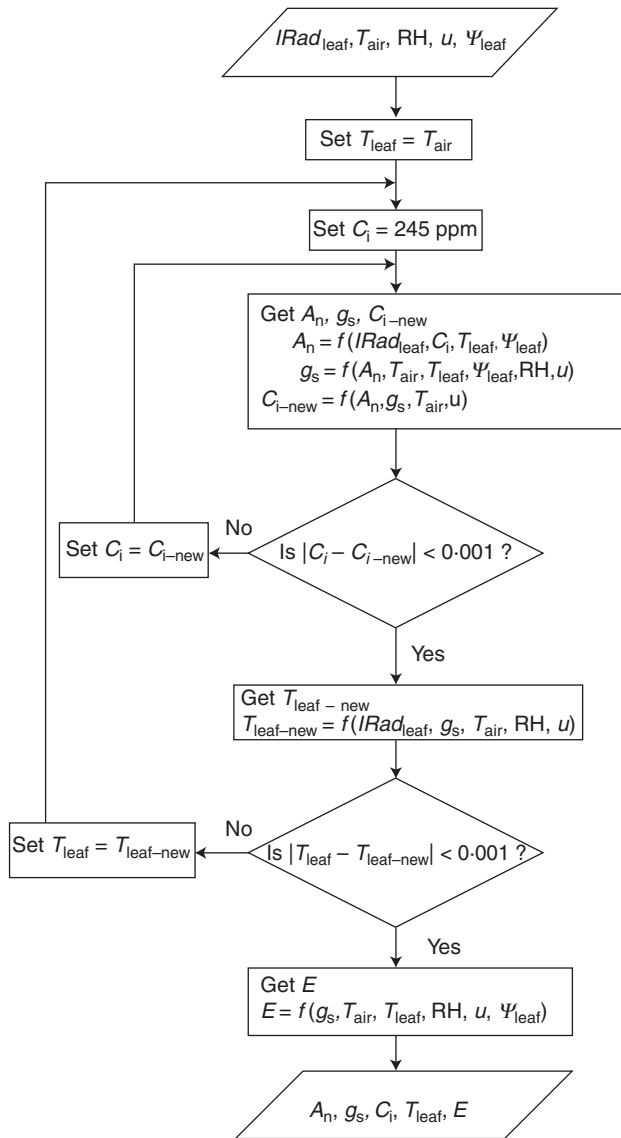 IRad_leaf, T_air, RH, u, Ψ_leaf
Set T_leaf = T_air
Set C_i = 245 ppm
Get A_n, g_s, C_i–new
A_n = f(IRad_leaf, C_i, T_leaf, Ψ_leaf)
g_s = f(A_n, T_air, T_leaf, Ψ_leaf, RH, u)
C_i–new = f(A_n, g_s, T_air, u)
Is |C_i – C_i–new| < 0·001 ?
No
Set C_i = C_i–new
Yes
Get T_leaf – new
T_leaf–new = f(IRad_leaf, g_s, T_air, RH, u)
Is |T_leaf – T_leaf–new| < 0·001 ?
No
Set T_leaf = T_leaf–new
Yes
Get E
E = f(g_s, T_air, T_leaf, RH, u, Ψ_leaf)
A_n, g_s, C_i, T_leaf, E